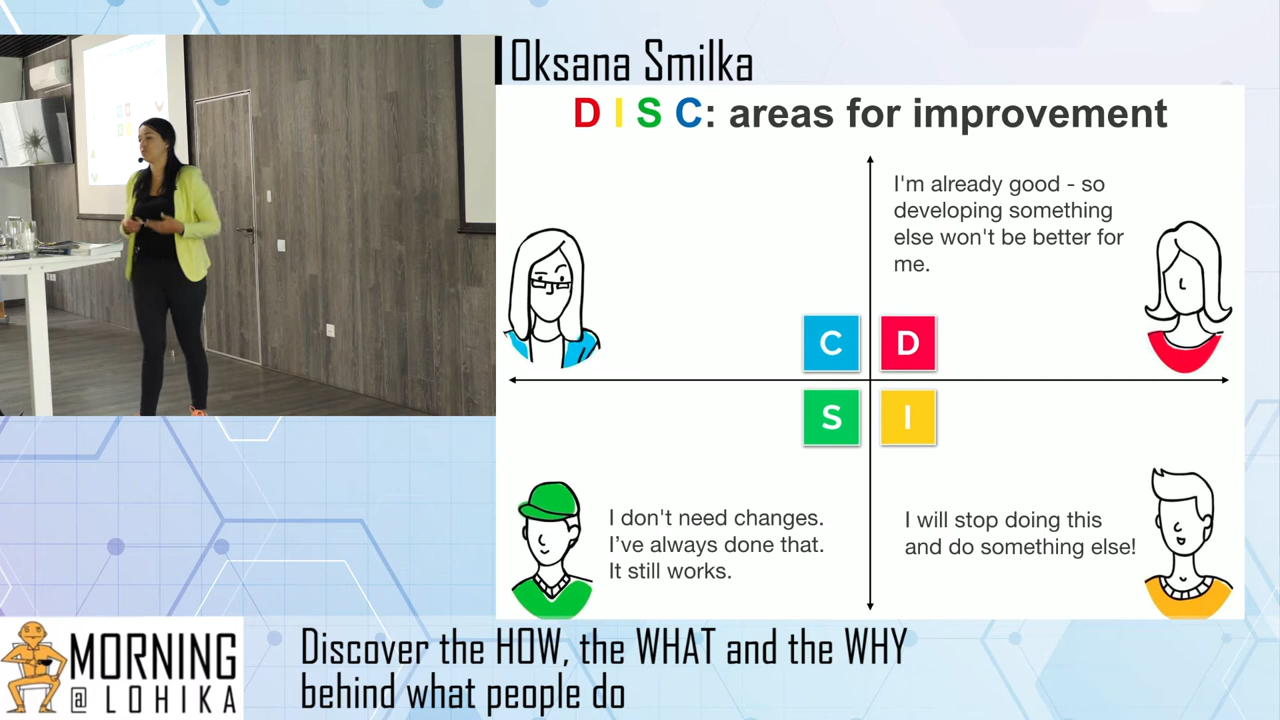 Oksana Smilka
D I S C: areas for improvement
I'm already good - so
developing something
else won't be better for
me.
C
D
S
I
I don't need changes.
I've always done that.
It still works.
I will stop doing this
and do something else!
MORNING
@ LOHIKA
Discover the HOW, the WHAT and the WHY
behind what people do